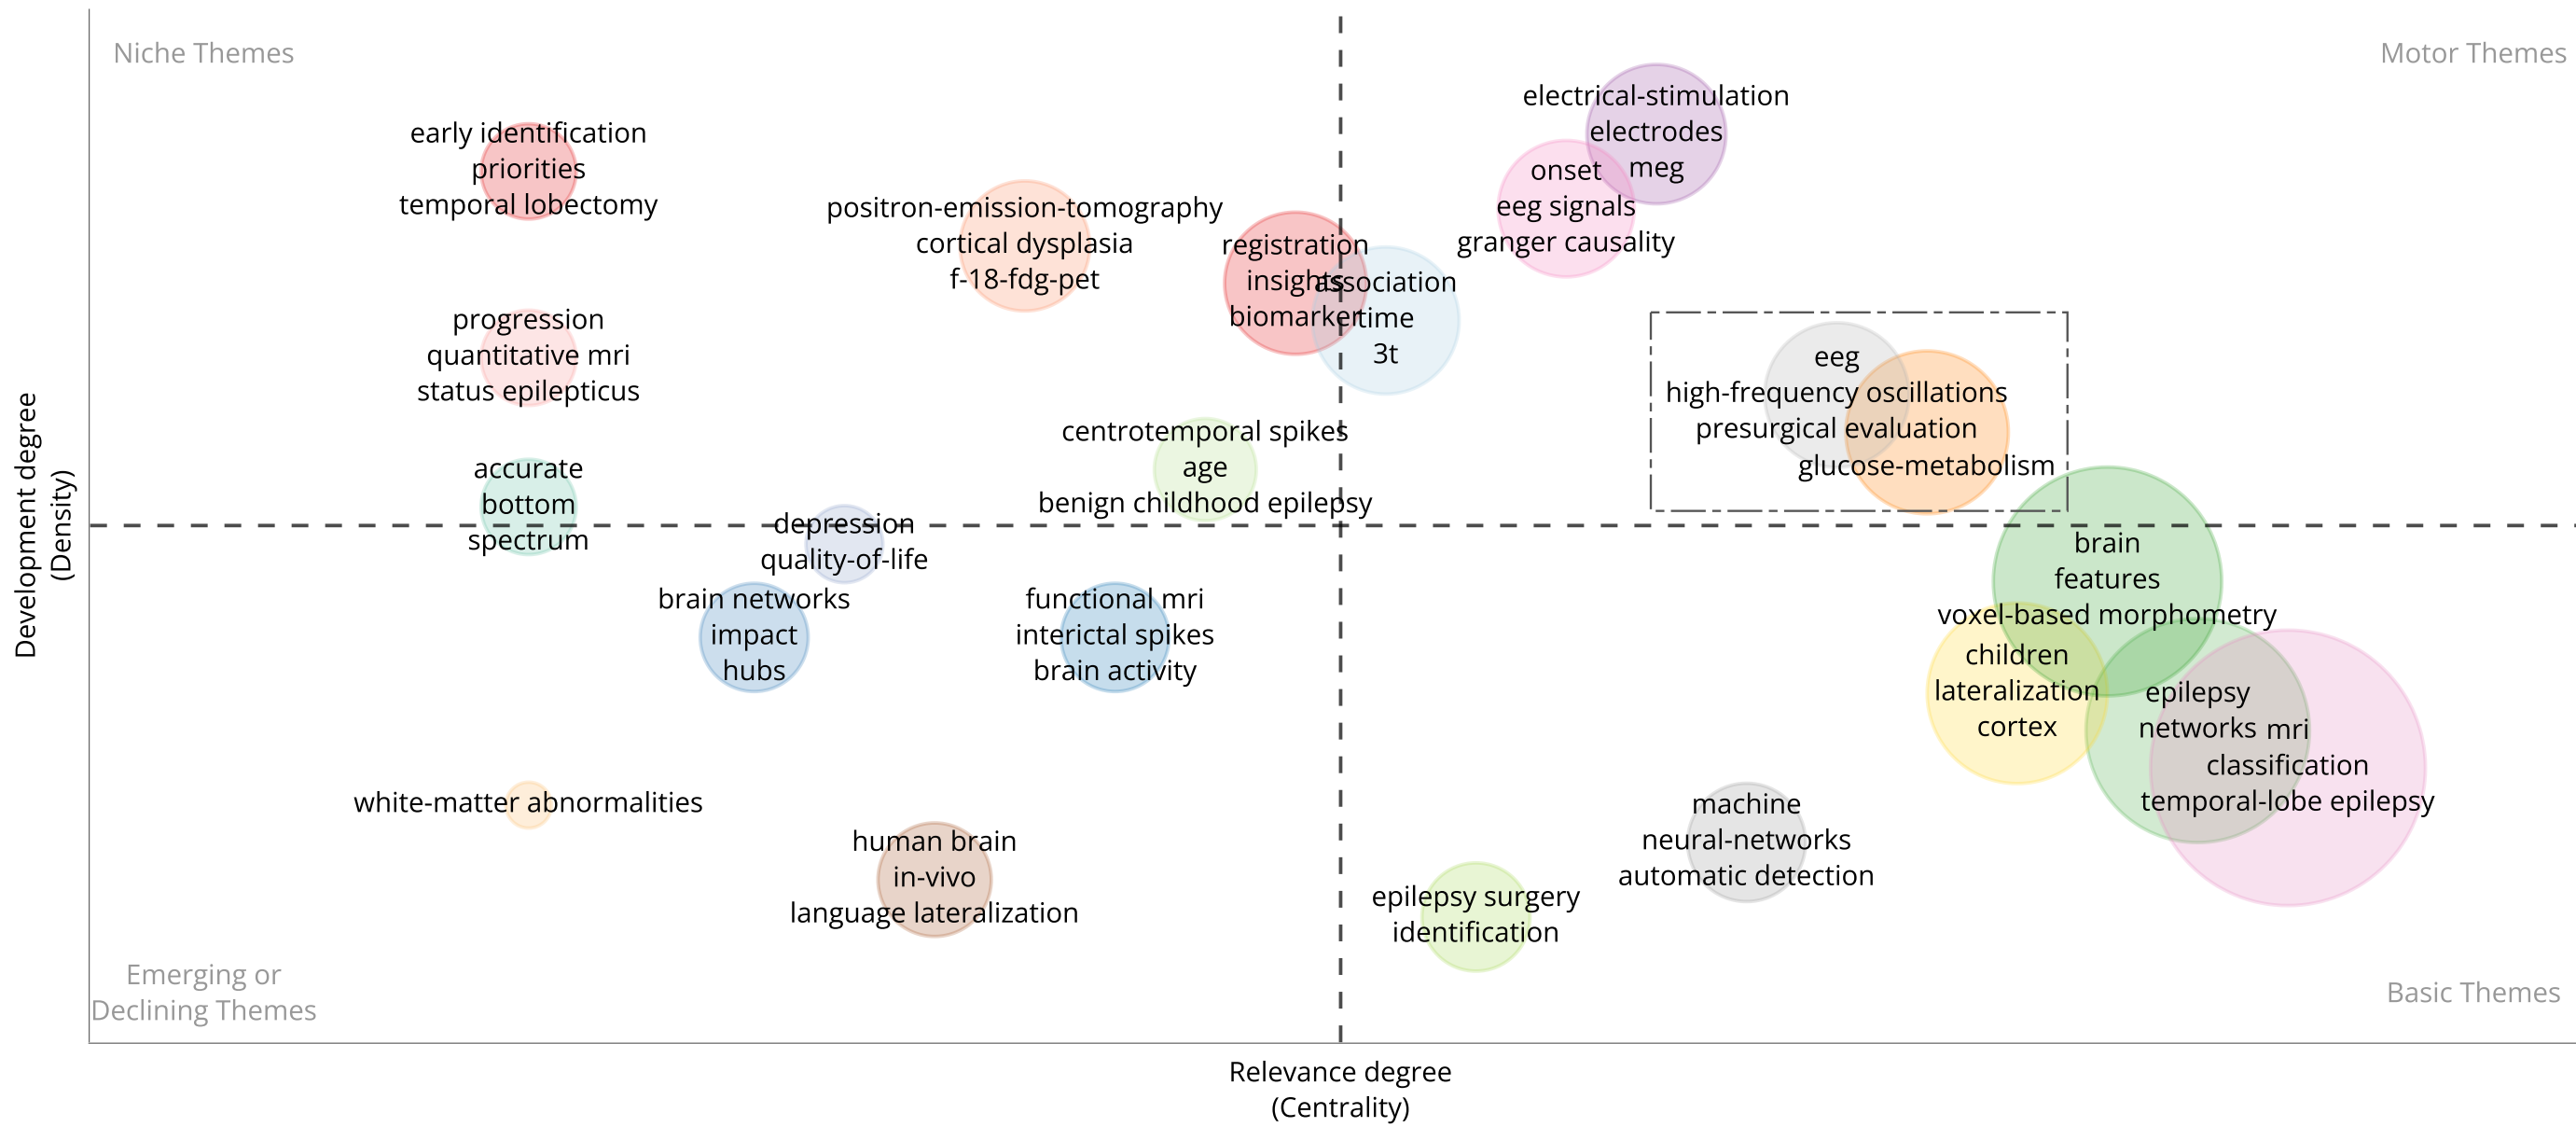 Niche Themes
Motor Themes
electrical-stimulation
electrodes
meg
early identification
priorities
temporal lobectomy
onset
eeg signals
granger causality
positron-emission-tomography
cortical dysplasia
f-18-fdg-pet
registration
insights
biomarker
association
time
3t
progression
quantitative mri
status epilepticus
eeg
high-frequency oscillations
presurgical evaluation
glucose-metabolism
centrotemporal spikes
age
benign childhood epilepsy
accurate
bottom
spectrum
depression
quality-of-life
brain
features
voxel-based morphometry
brain networks
impact
hubs
functional mri
interictal spikes
brain activity
children
lateralization
cortex
epilepsy
networks
mri
classification
temporal-lobe epilepsy
white-matter abnormalities
machine
neural-networks
automatic detection
human brain
in-vivo
language lateralization
epilepsy surgery
identification
Emerging or
Declining Themes
Basic Themes
Development degree
(Density)
Relevance degree
(Centrality)